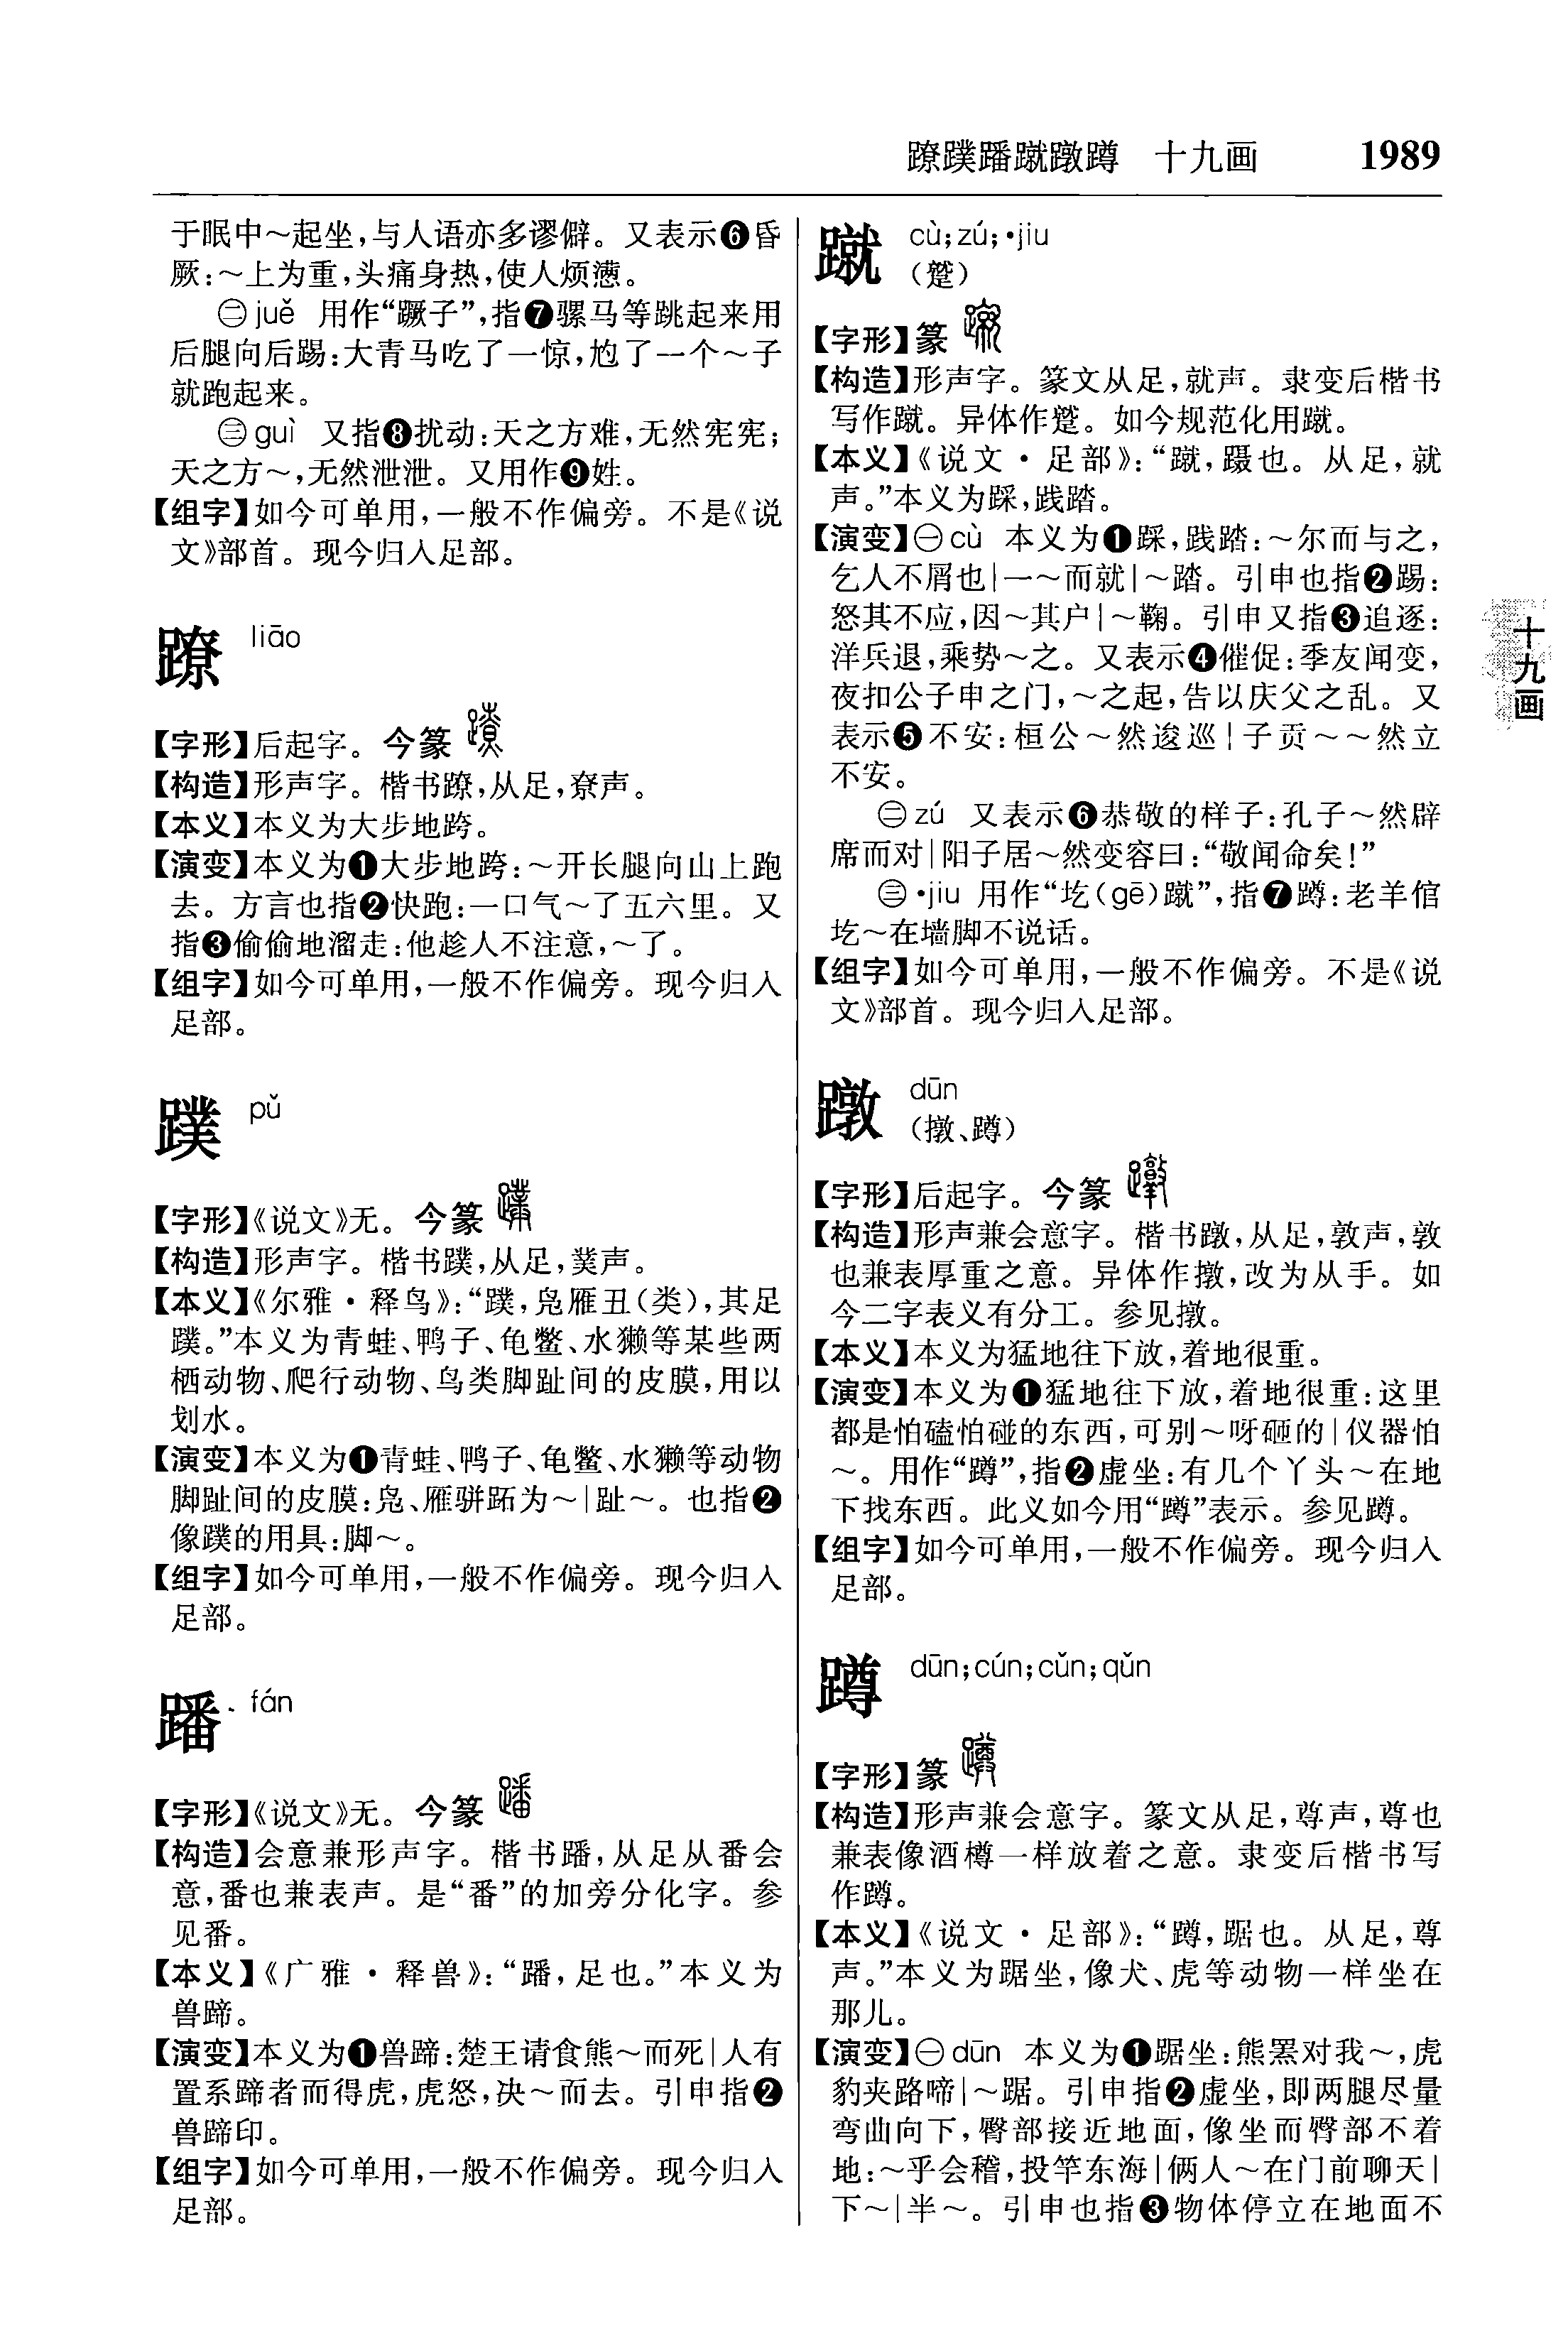 蹽蹼蹯蹴蹾蹲 十九画 1989
于眠中～起坐，与人语亦多谬僻。又表示❻昏
厥：～上为重，头痛身热，使人烦懑。
㊁juě 用作“蹶子”，指❼骡马等跳起来用
后腿向后踢：大青马吃了一惊，尥了一个～子
就跑起来。
㊂guì 又指❽扰动：天之方难，无然宪宪；
天之方～，无然泄泄。又用作❾姓。
【组字】如今可单用，一般不作偏旁。不是《说
文》部首。现今归入足部。
蹽 liāo
【字形】后起字。今篆
【构造】形声字。楷书蹽，从足，尞声。
【本义】本义为大步地跨。
【演变】本义为❶大步地跨：～开长腿向山上跑
去。方言也指❷快跑：一口气～了五六里。又
指❸偷偷地溜走：他趁人不注意，～了。
【组字】如今可单用，一般不作偏旁。现今归入
足部。
蹼 pǔ
【字形】《说文》无。今篆
【构造】形声字。楷书蹼，从足，菐声。
【本义】《尔雅·释鸟》：“蹼，凫雁丑（类），其足
蹼。”本义为青蛙、鸭子、龟鳖、水獭等某些两
栖动物、爬行动物、鸟类脚趾间的皮膜，用以
划水。
【演变】本义为❶青蛙、鸭子、龟鳖、水獭等动物
脚趾间的皮膜：凫、雁骈跖为～|趾～。也指❷
像蹼的用具：脚～。
【组字】如今可单用，一般不作偏旁。现今归入
足部。
蹯 fán
【字形】《说文》无。今篆
【构造】会意兼形声字。楷书蹯，从足从番会
意，番也兼表声。是“番”的加旁分化字。参
见番。
【本义】《广雅·释兽》：“蹯，足也。”本义为
兽蹄。
【演变】本义为❶兽蹄：楚王请食熊～而死|人有
置系蹄者而得虎，虎怒，决～而去。引申指❷
兽蹄印。
【组字】如今可单用，一般不作偏旁。现今归入
足部。
蹴 cù；zú；·jiu
（蹵）
【字形】篆
【构造】形声字。篆文从足，就声。隶变后楷书
写作蹴。异体作蹵。如今规范化用蹴。
【本义】《说文·足部》：“蹴，蹑也。从足，就
声。”本义为踩，践踏。
【演变】㊀cù 本义为❶踩，践踏：～尔而与之，
乞人不屑也|一～而就|～踏。引申也指❷踢：
怒其不应，因～其户|～鞠。引申又指❸追逐：
洋兵退，乘势～之。又表示❹催促：季友闻变，
夜扣公子申之门，～之起，告以庆父之乱。又
表示❺不安：桓公～然逡巡|子贡～～然立
不安。
㊁zú 又表示❻恭敬的样子：孔子～然辟
席而对|阳子居～然变容曰：“敬闻命矣！”
㊂·jiu 用作“圪（gē）蹴”，指❼蹲：老羊倌
圪～在墙脚不说话。
【组字】如今可单用，一般不作偏旁。不是《说
文》部首。现今归入足部。
蹾 dūn
（撴、蹲）
【字形】后起字。今篆
【构造】形声兼会意字。楷书蹾，从足，敦声，敦
也兼表厚重之意。异体作撴，改为从手。如
今二字表义有分工。参见撴。
【本义】本义为猛地往下放，着地很重。
【演变】本义为❶猛地往下放，着地很重：这里
都是怕磕怕碰的东西，可别～呀砸的|仪器怕
～。用作“蹲”，指❷虚坐：有几个丫头～在地
下找东西。此义如今用“蹲”表示。参见蹲。
【组字】如今可单用，一般不作偏旁。现今归入
足部。
蹲 dūn；cún；cǔn；qǔn
【字形】篆
【构造】形声兼会意字。篆文从足，尊声，尊也
兼表像酒樽一样放着之意。隶变后楷书写
作蹲。
【本义】《说文·足部》：“蹲，踞也。从足，尊
声。”本义为踞坐，像犬、虎等动物一样坐在
那儿。
【演变】㊀dūn 本义为❶踞坐：熊罴对我～，虎
豹夹路啼|～踞。引申指❷虚坐，即两腿尽量
弯曲向下，臀部接近地面，像坐而臀部不着
地：～乎会稽，投竿东海|俩人～在门前聊天|
下～|半～。引申也指❸物体停立在地面不
十九画